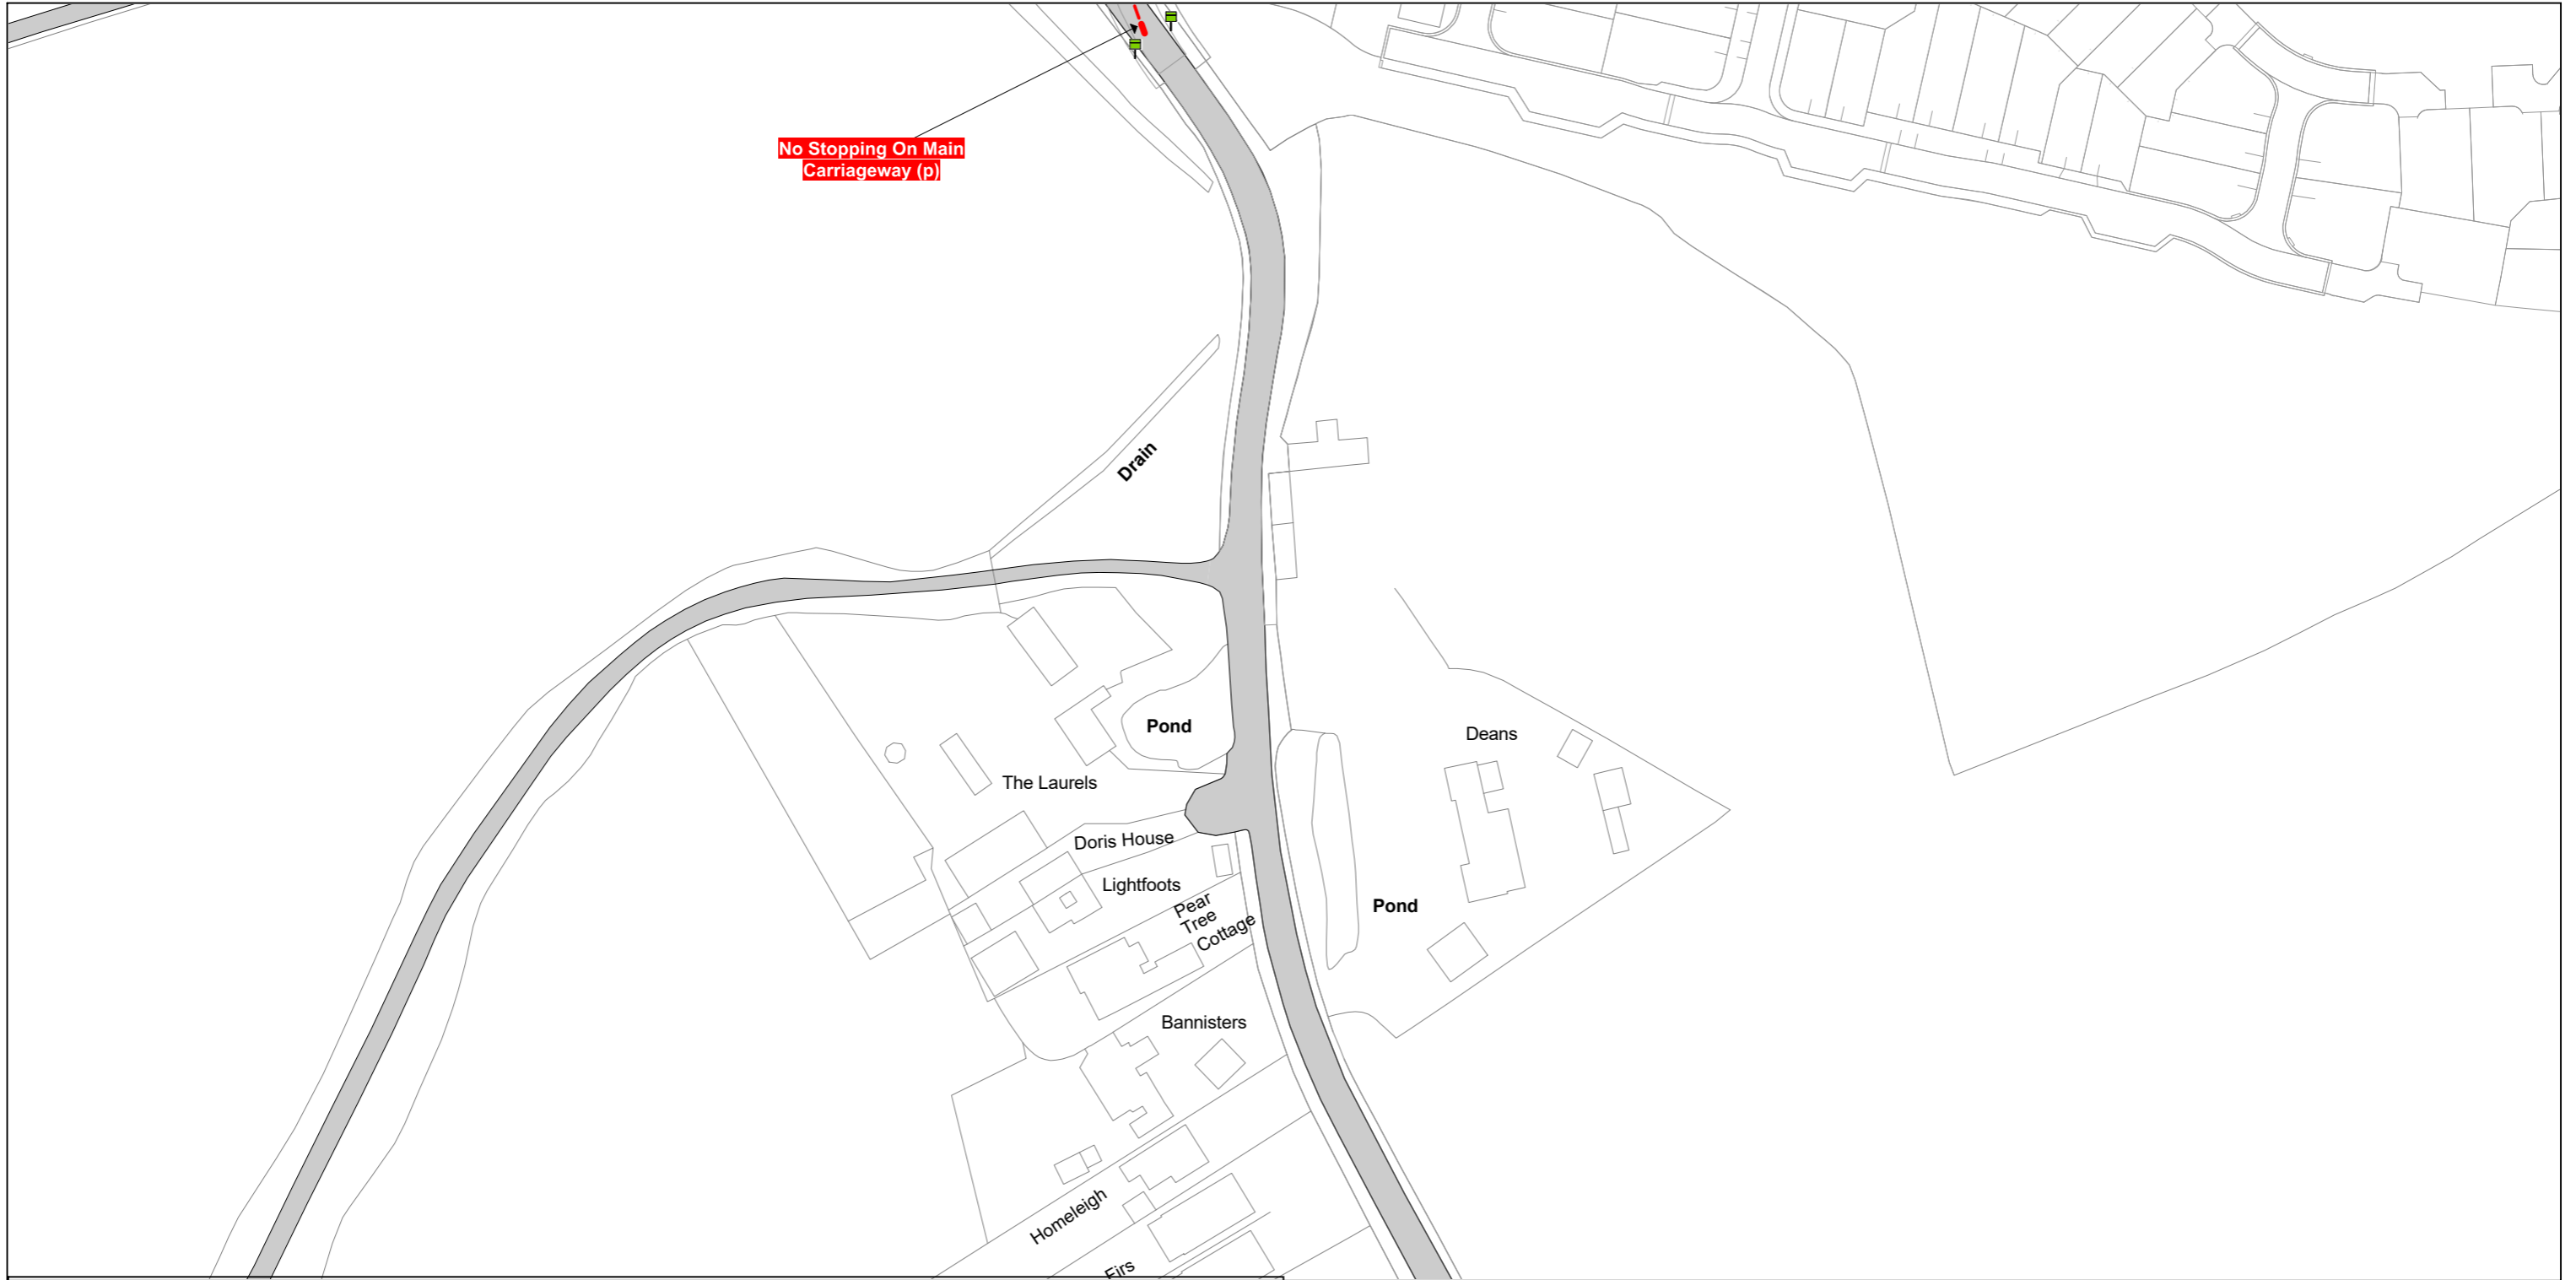 No Stopping On Main
Carriageway (p)
Drain
Pond
Deans
The Laurels
Doris House
Lightfoots
Pear
Tree
Cottage
Pond
Bannisters
Homeleigh
Firs